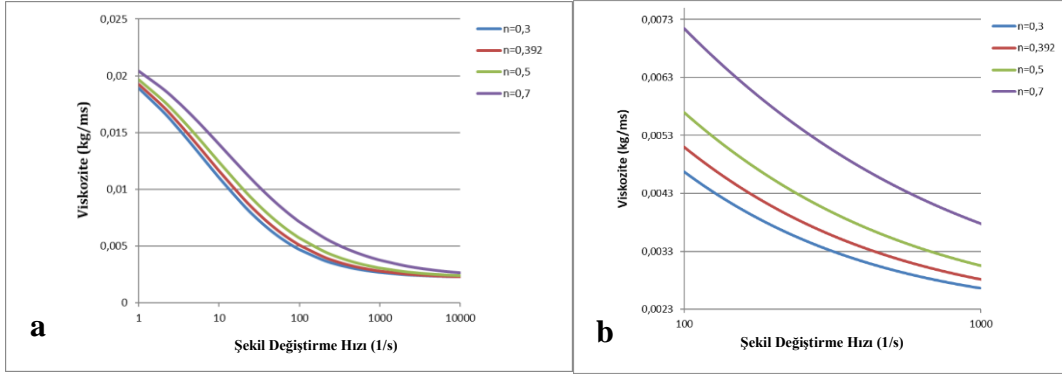 0,025
0,02
0,015
0,01
0,005
0
Viskozite (kg/ms)
1
10
100
1000
10000
Şekil Değiştirme Hızı (1/s)
n=0,3
n=0,392
n=0,5
n=0,7
a
0,0073
0,0063
0,0053
0,0043
0,0033
0,0023
Viskozite (kg/ms)
100
1000
Şekil Değiştirme Hızı (1/s)
n=0,3
n=0,392
n=0,5
n=0,7
b